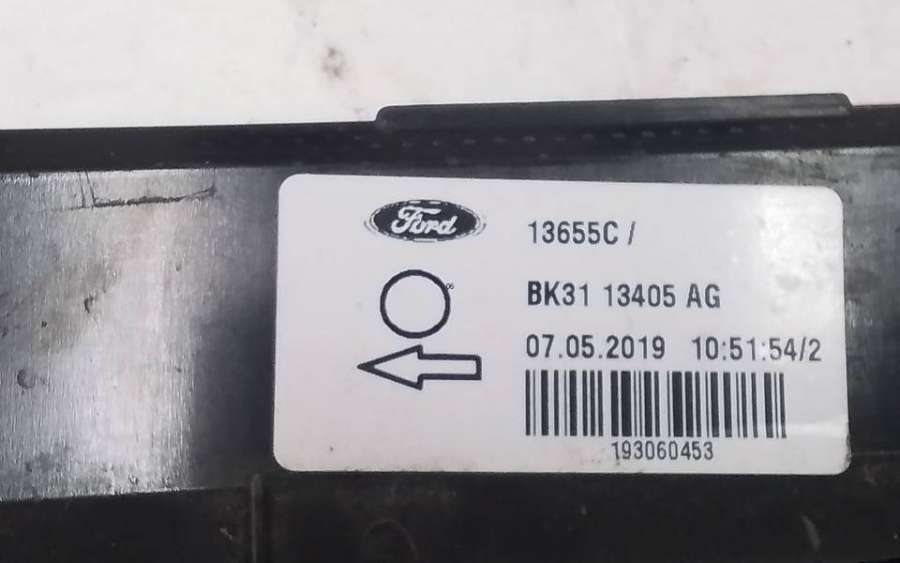 Ford
13655C /
BK31 13405 AG
07.05.2019 10:51:54/2
193060453